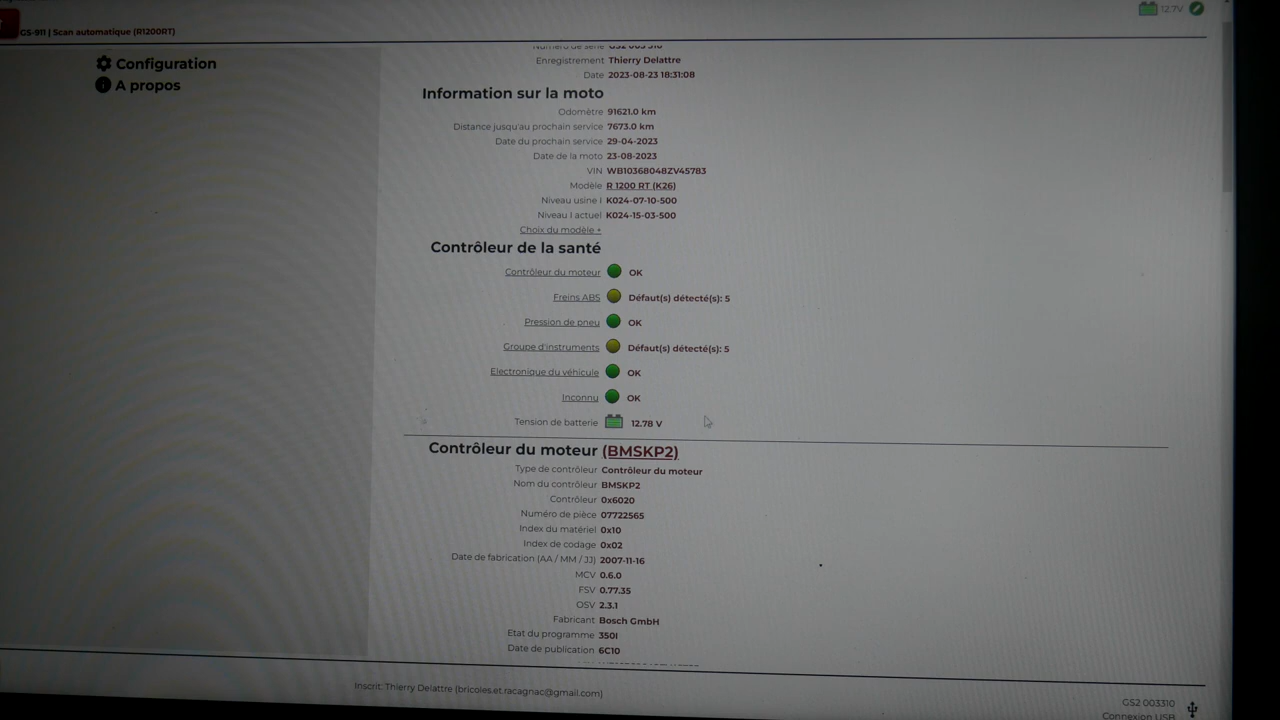 12.7V
GS-911 | Scan automatique (R1200RT)
Configuration
A propos
Numéro de série GS2 003 310
Enregistrement Thierry Delattre
Date 2023-08-23 18:31:08
Information sur la moto
Odomètre 91621.0 km
Distance jusqu'au prochain service 7673.0 km
Date du prochain service 29-04-2023
Date de la moto 23-08-2023
VIN WB10368048ZV45783
Modèle R 1200 RT (K26)
Niveau usine I K024-07-10-500
Niveau I actuel K024-15-03-500
Choix du modèle +
Contrôleur de la santé
Contrôleur du moteur OK
Freins ABS Défaut(s) détecté(s): 5
Pression de pneu OK
Groupe d'instruments Défaut(s) détecté(s): 5
Electronique du véhicule OK
Inconnu OK
Tension de batterie 12.78 V
Contrôleur du moteur (BMSKP2)
Type de contrôleur Contrôleur du moteur
Nom du contrôleur BMSKP2
Contrôleur 0x6020
Numéro de pièce 07722565
Index du matériel 0x10
Index de codage 0x02
Date de fabrication (AA / MM / JJ) 2007-11-16
MCV 0.6.0
FSV 0.77.35
OSV 2.3.1
Fabricant Bosch GmbH
Etat du programme 350I
Date de publication 6C10
Inscrit: Thierry Delattre (bricoles.et.racagnac@gmail.com)
GS2 003310
Connexion USB